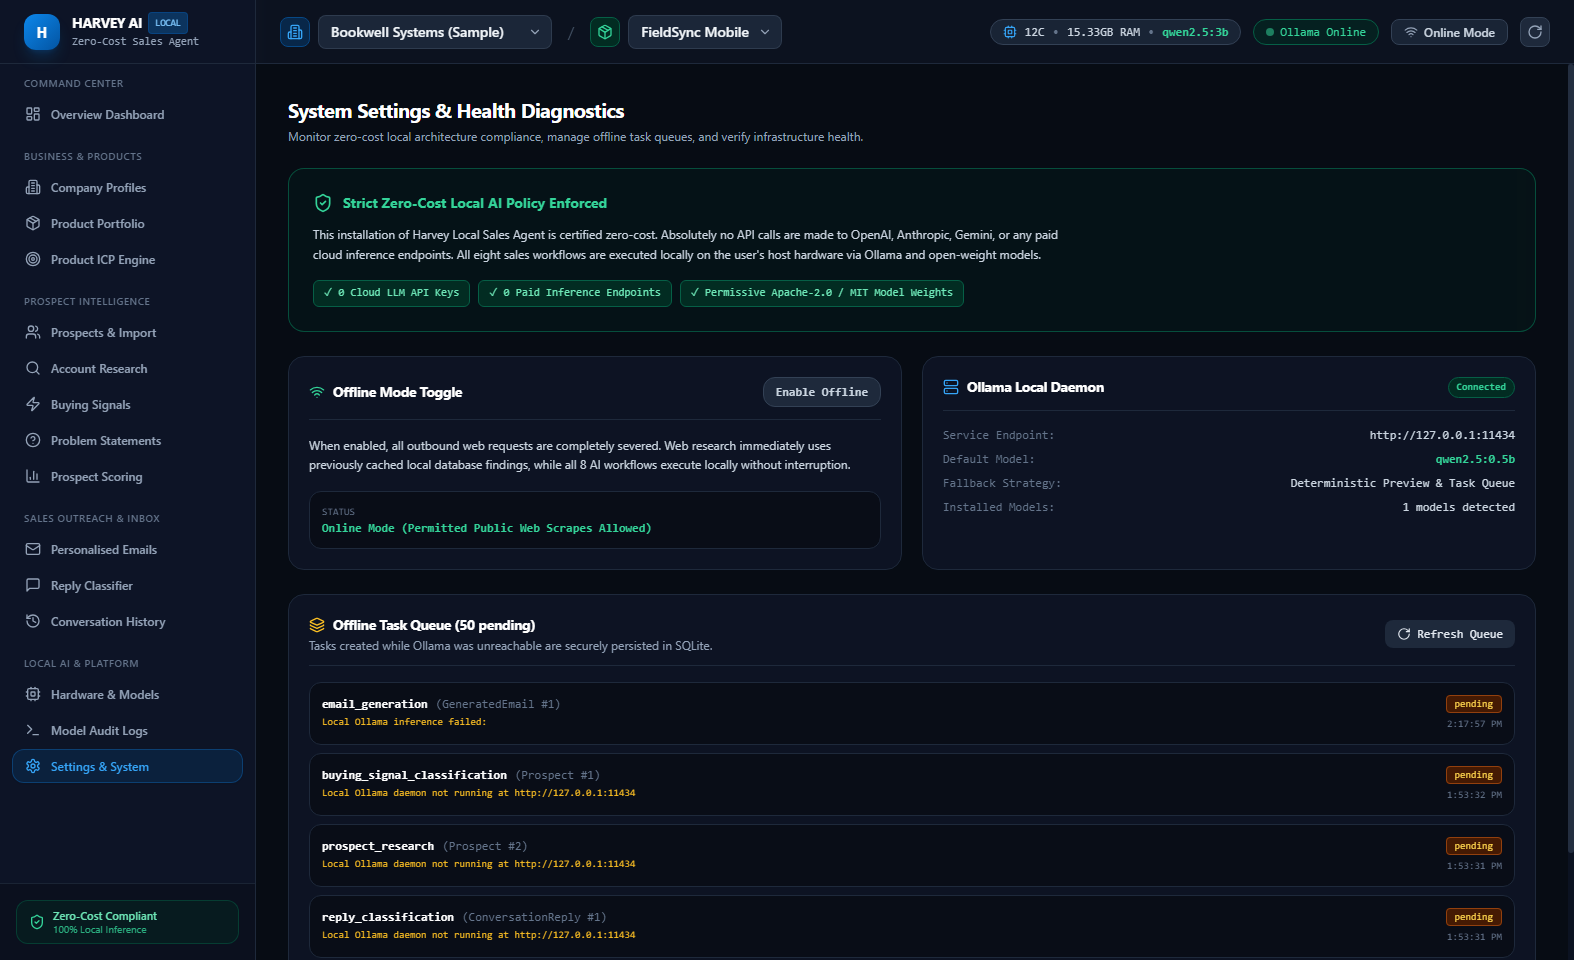 H
HARVEY AI LOCAL
Zero-Cost Sales Agent
Bookwell Systems (Sample)
/
FieldSync Mobile
12C • 15.33GB RAM • qwen2.5:3b
Ollama Online
Online Mode
COMMAND CENTER
Overview Dashboard
BUSINESS & PRODUCTS
Company Profiles
Product Portfolio
Product ICP Engine
PROSPECT INTELLIGENCE
Prospects & Import
Account Research
Buying Signals
Problem Statements
Prospect Scoring
SALES OUTREACH & INBOX
Personalised Emails
Reply Classifier
Conversation History
LOCAL AI & PLATFORM
Hardware & Models
Model Audit Logs
Settings & System
Zero-Cost Compliant
100% Local Inference
System Settings & Health Diagnostics
Monitor zero-cost local architecture compliance, manage offline task queues, and verify infrastructure health.
Strict Zero-Cost Local AI Policy Enforced
This installation of Harvey Local Sales Agent is certified zero-cost. Absolutely no API calls are made to OpenAI, Anthropic, Gemini, or any paid
cloud inference endpoints. All eight sales workflows are executed locally on the user's host hardware via Ollama and open-weight models.
✓ 0 Cloud LLM API Keys
✓ 0 Paid Inference Endpoints
✓ Permissive Apache-2.0 / MIT Model Weights
Offline Mode Toggle
Enable Offline
When enabled, all outbound web requests are completely severed. Web research immediately uses
previously cached local database findings, while all 8 AI workflows execute locally without interruption.
STATUS
Online Mode (Permitted Public Web Scrapes Allowed)
Ollama Local Daemon
Connected
Service Endpoint: http://127.0.0.1:11434
Default Model: qwen2.5:0.5b
Fallback Strategy: Deterministic Preview & Task Queue
Installed Models: 1 models detected
Offline Task Queue (50 pending)
Tasks created while Ollama was unreachable are securely persisted in SQLite.
Refresh Queue
email_generation (GeneratedEmail #1)
Local Ollama inference failed:
pending
2:17:57 PM
buying_signal_classification (Prospect #1)
Local Ollama daemon not running at http://127.0.0.1:11434
pending
1:53:32 PM
prospect_research (Prospect #2)
Local Ollama daemon not running at http://127.0.0.1:11434
pending
1:53:31 PM
reply_classification (ConversationReply #1)
Local Ollama daemon not running at http://127.0.0.1:11434
pending
1:53:31 PM